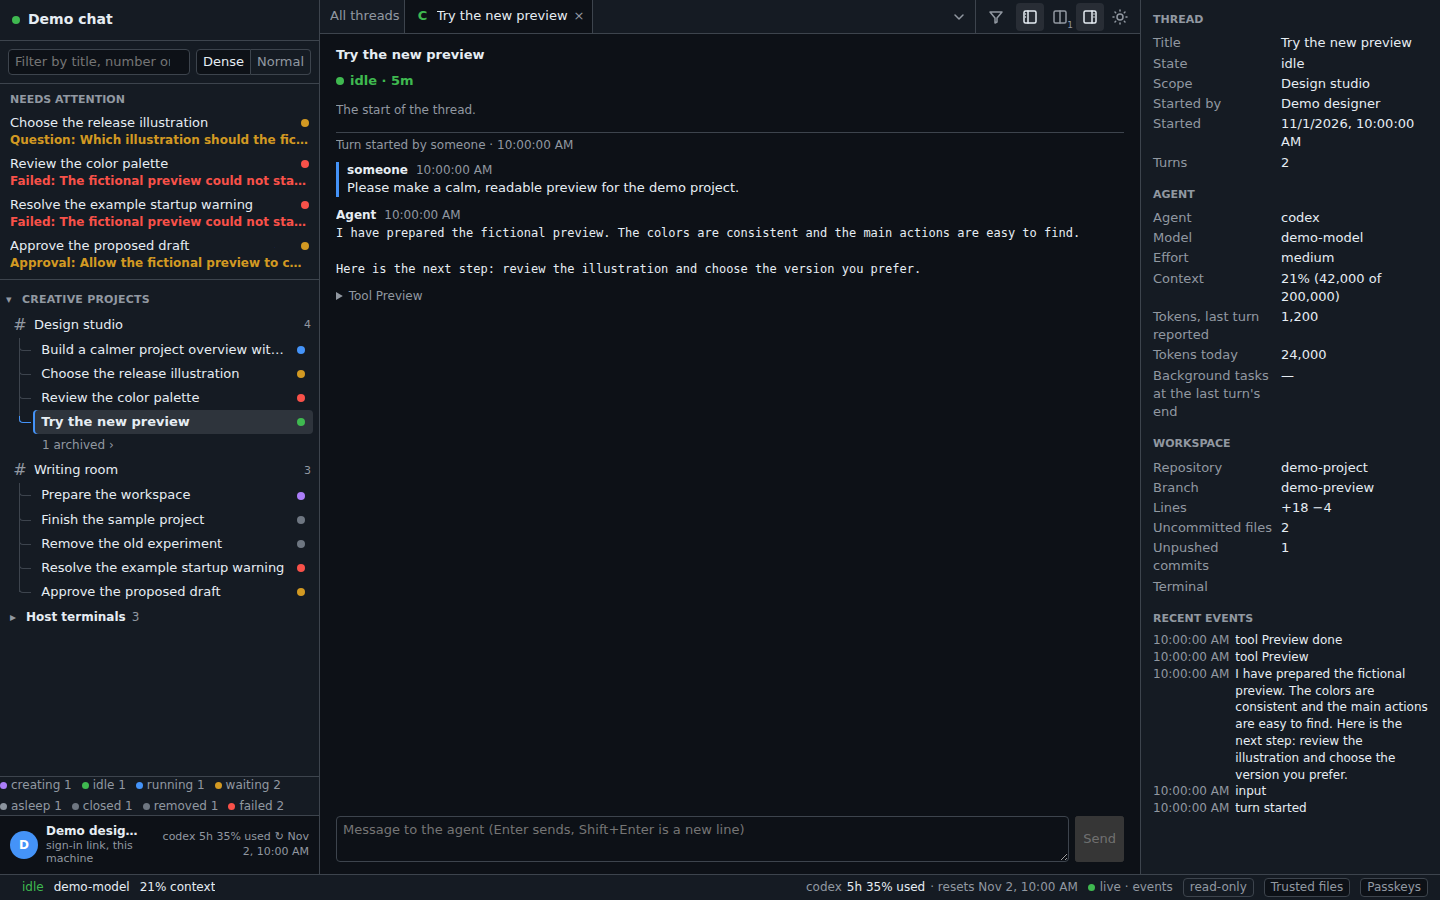 Demo chat
Filter by title, number or
Dense Normal
NEEDS ATTENTION
Choose the release illustration
Question: Which illustration should the fic...
Review the color palette
Failed: The fictional preview could not sta...
Resolve the example startup warning
Failed: The fictional preview could not sta...
Approve the proposed draft
Approval: Allow the fictional preview to c...
▾ CREATIVE PROJECTS
# Design studio 4
Build a calmer project overview wit...
Choose the release illustration
Review the color palette
Try the new preview
1 archived ›
# Writing room 3
Prepare the workspace
Finish the sample project
Remove the old experiment
Resolve the example startup warning
Approve the proposed draft
▸ Host terminals 3
creating 1 idle 1 running 1 waiting 2
asleep 1 closed 1 removed 1 failed 2
D
Demo desig...
sign-in link, this
machine
codex 5h 35% used ↻ Nov
2, 10:00 AM
All threads
C Try the new preview ×
1
Try the new preview
idle · 5m
The start of the thread.
Turn started by someone · 10:00:00 AM
someone 10:00:00 AM
Please make a calm, readable preview for the demo project.
Agent 10:00:00 AM
I have prepared the fictional preview. The colors are consistent and the main actions are easy to find.
Here is the next step: review the illustration and choose the version you prefer.
▸ Tool Preview
Message to the agent (Enter sends, Shift+Enter is a new line)
Send
THREAD
Title Try the new preview
State idle
Scope Design studio
Started by Demo designer
Started 11/1/2026, 10:00:00
AM
Turns 2
AGENT
Agent codex
Model demo-model
Effort medium
Context 21% (42,000 of
200,000)
Tokens, last turn 1,200
reported
Tokens today 24,000
Background tasks —
at the last turn's
end
WORKSPACE
Repository demo-project
Branch demo-preview
Lines +18 −4
Uncommitted files 2
Unpushed 1
commits
Terminal
RECENT EVENTS
10:00:00 AM tool Preview done
10:00:00 AM tool Preview
10:00:00 AM I have prepared the fictional
preview. The colors are
consistent and the main actions
are easy to find. Here is the
next step: review the
illustration and choose the
version you prefer.
10:00:00 AM input
10:00:00 AM turn started
idle demo-model 21% context
codex 5h 35% used · resets Nov 2, 10:00 AM live · events read-only Trusted files Passkeys